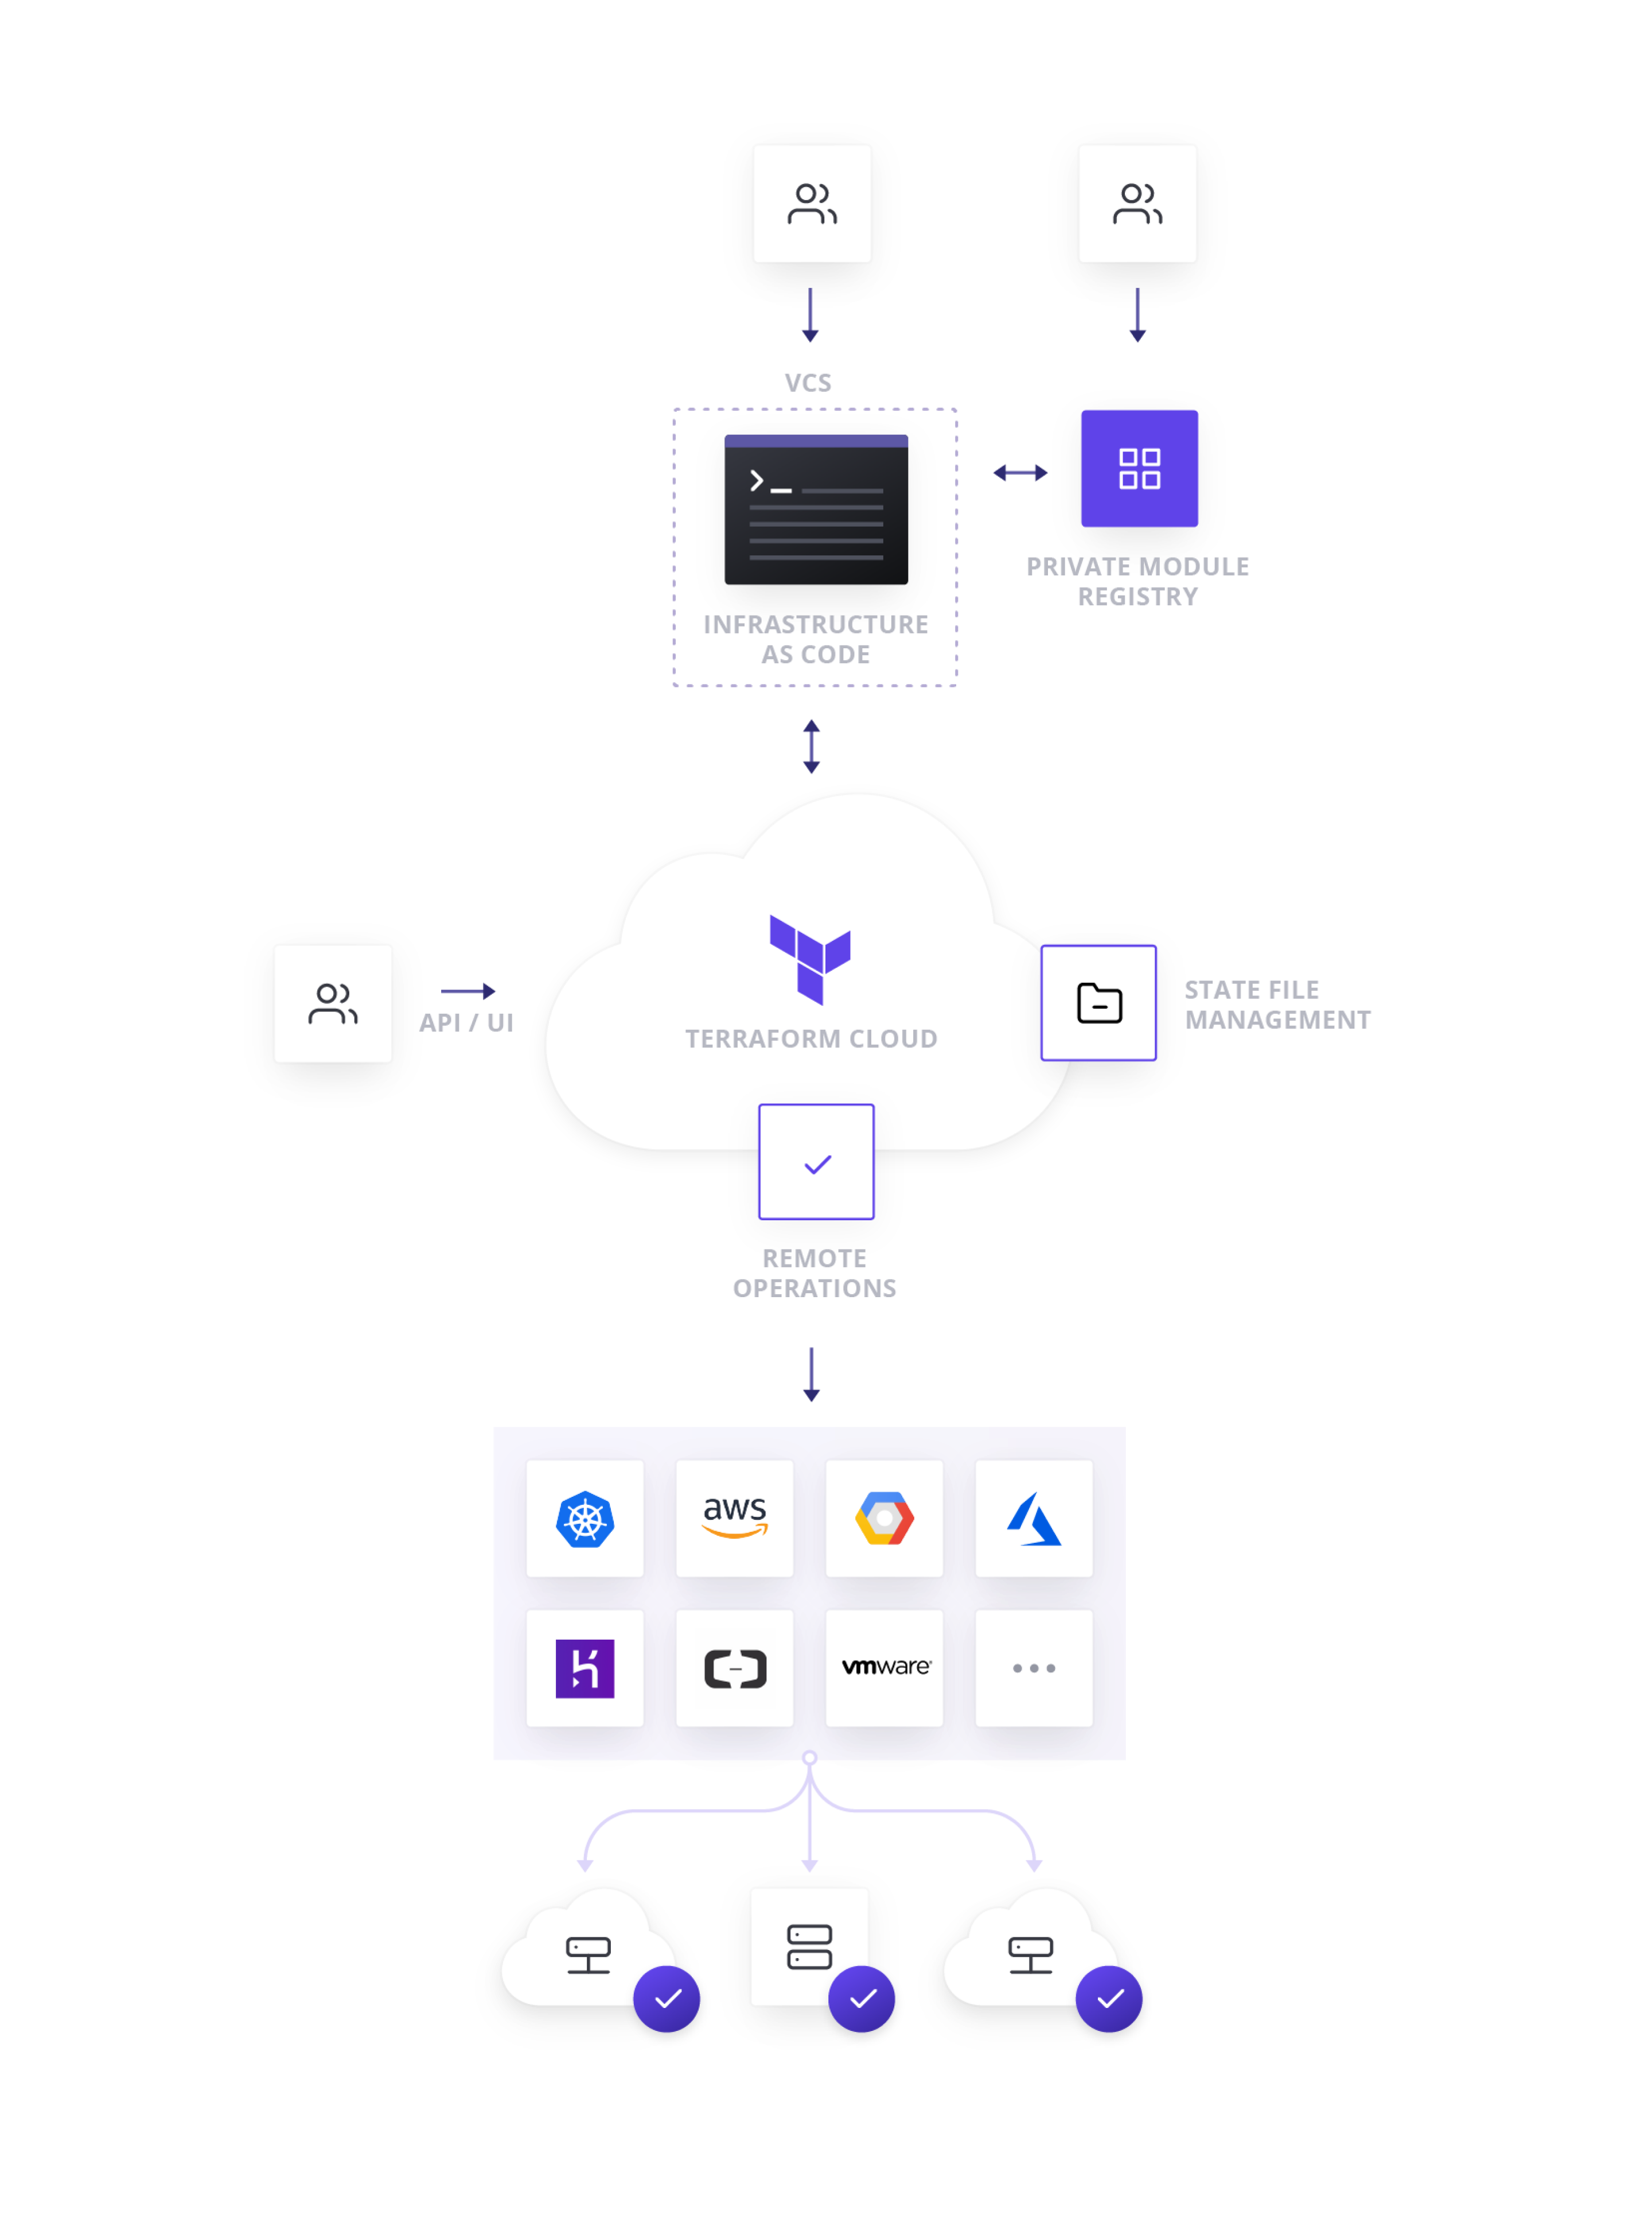 VCS
INFRASTRUCTURE
AS CODE
PRIVATE MODULE
REGISTRY
API / UI
TERRAFORM CLOUD
STATE FILE
MANAGEMENT
REMOTE
OPERATIONS
aws
vmware